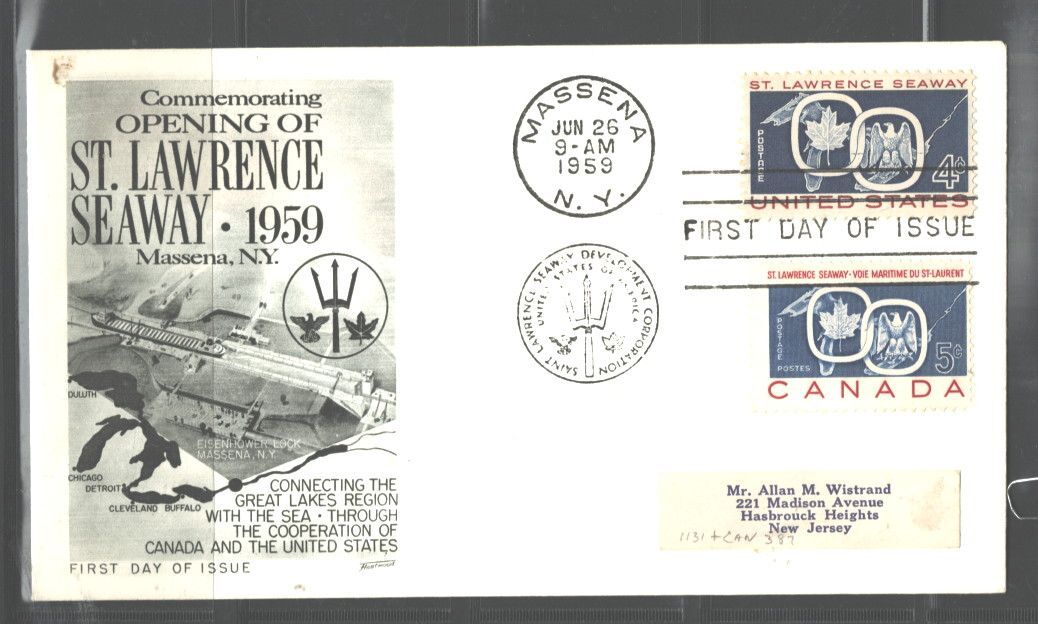 Commemorating
OPENING OF
ST. LAWRENCE
SEAWAY · 1959
Massena, N.Y.
DULUTH
CHICAGO
DETROIT
CLEVELAND BUFFALO
EISENHOWER LOCK
MASSENA, N.Y.
CONNECTING THE
GREAT LAKES REGION
WITH THE SEA · THROUGH
THE COOPERATION OF
CANADA AND THE UNITED STATES
FIRST DAY OF ISSUE
Fleetwood
MASSENA
JUN 26
9-AM
1959
N. Y.
SAINT LAWRENCE SEAWAY DEVELOPMENT CORPORATION
UNITED STATES OF AMERICA
ST. LAWRENCE SEAWAY
POSTAGE
4¢
UNITED STATES
FIRST DAY OF ISSUE
ST. LAWRENCE SEAWAY·VOIE MARITIME DU ST-LAURENT
POSTAGE
POSTES
5¢
CANADA
Mr. Allan M. Wistrand
221 Madison Avenue
Hasbrouck Heights
New Jersey
1131 + CAN 387